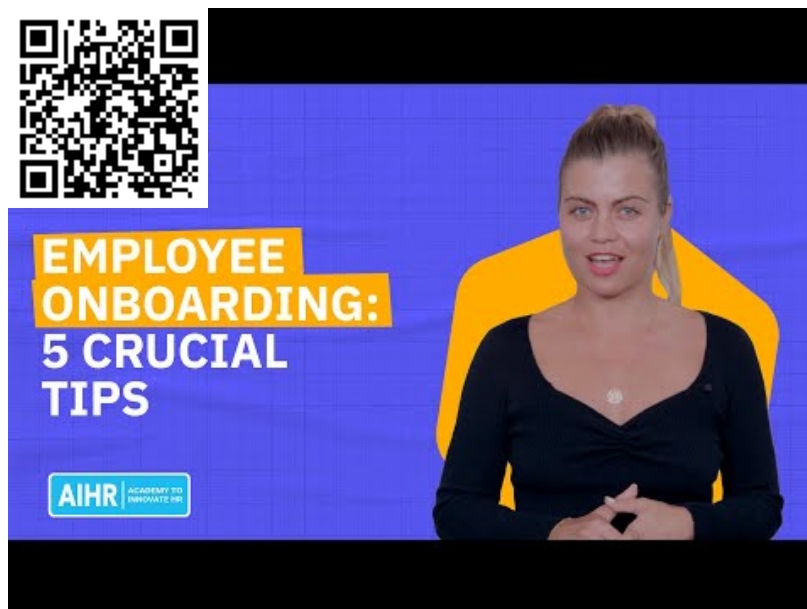 EMPLOYEE
ONBOARDING:
5 CRUCIAL
TIPS
AIHR
ACADEMY TO
INNOVATE HR